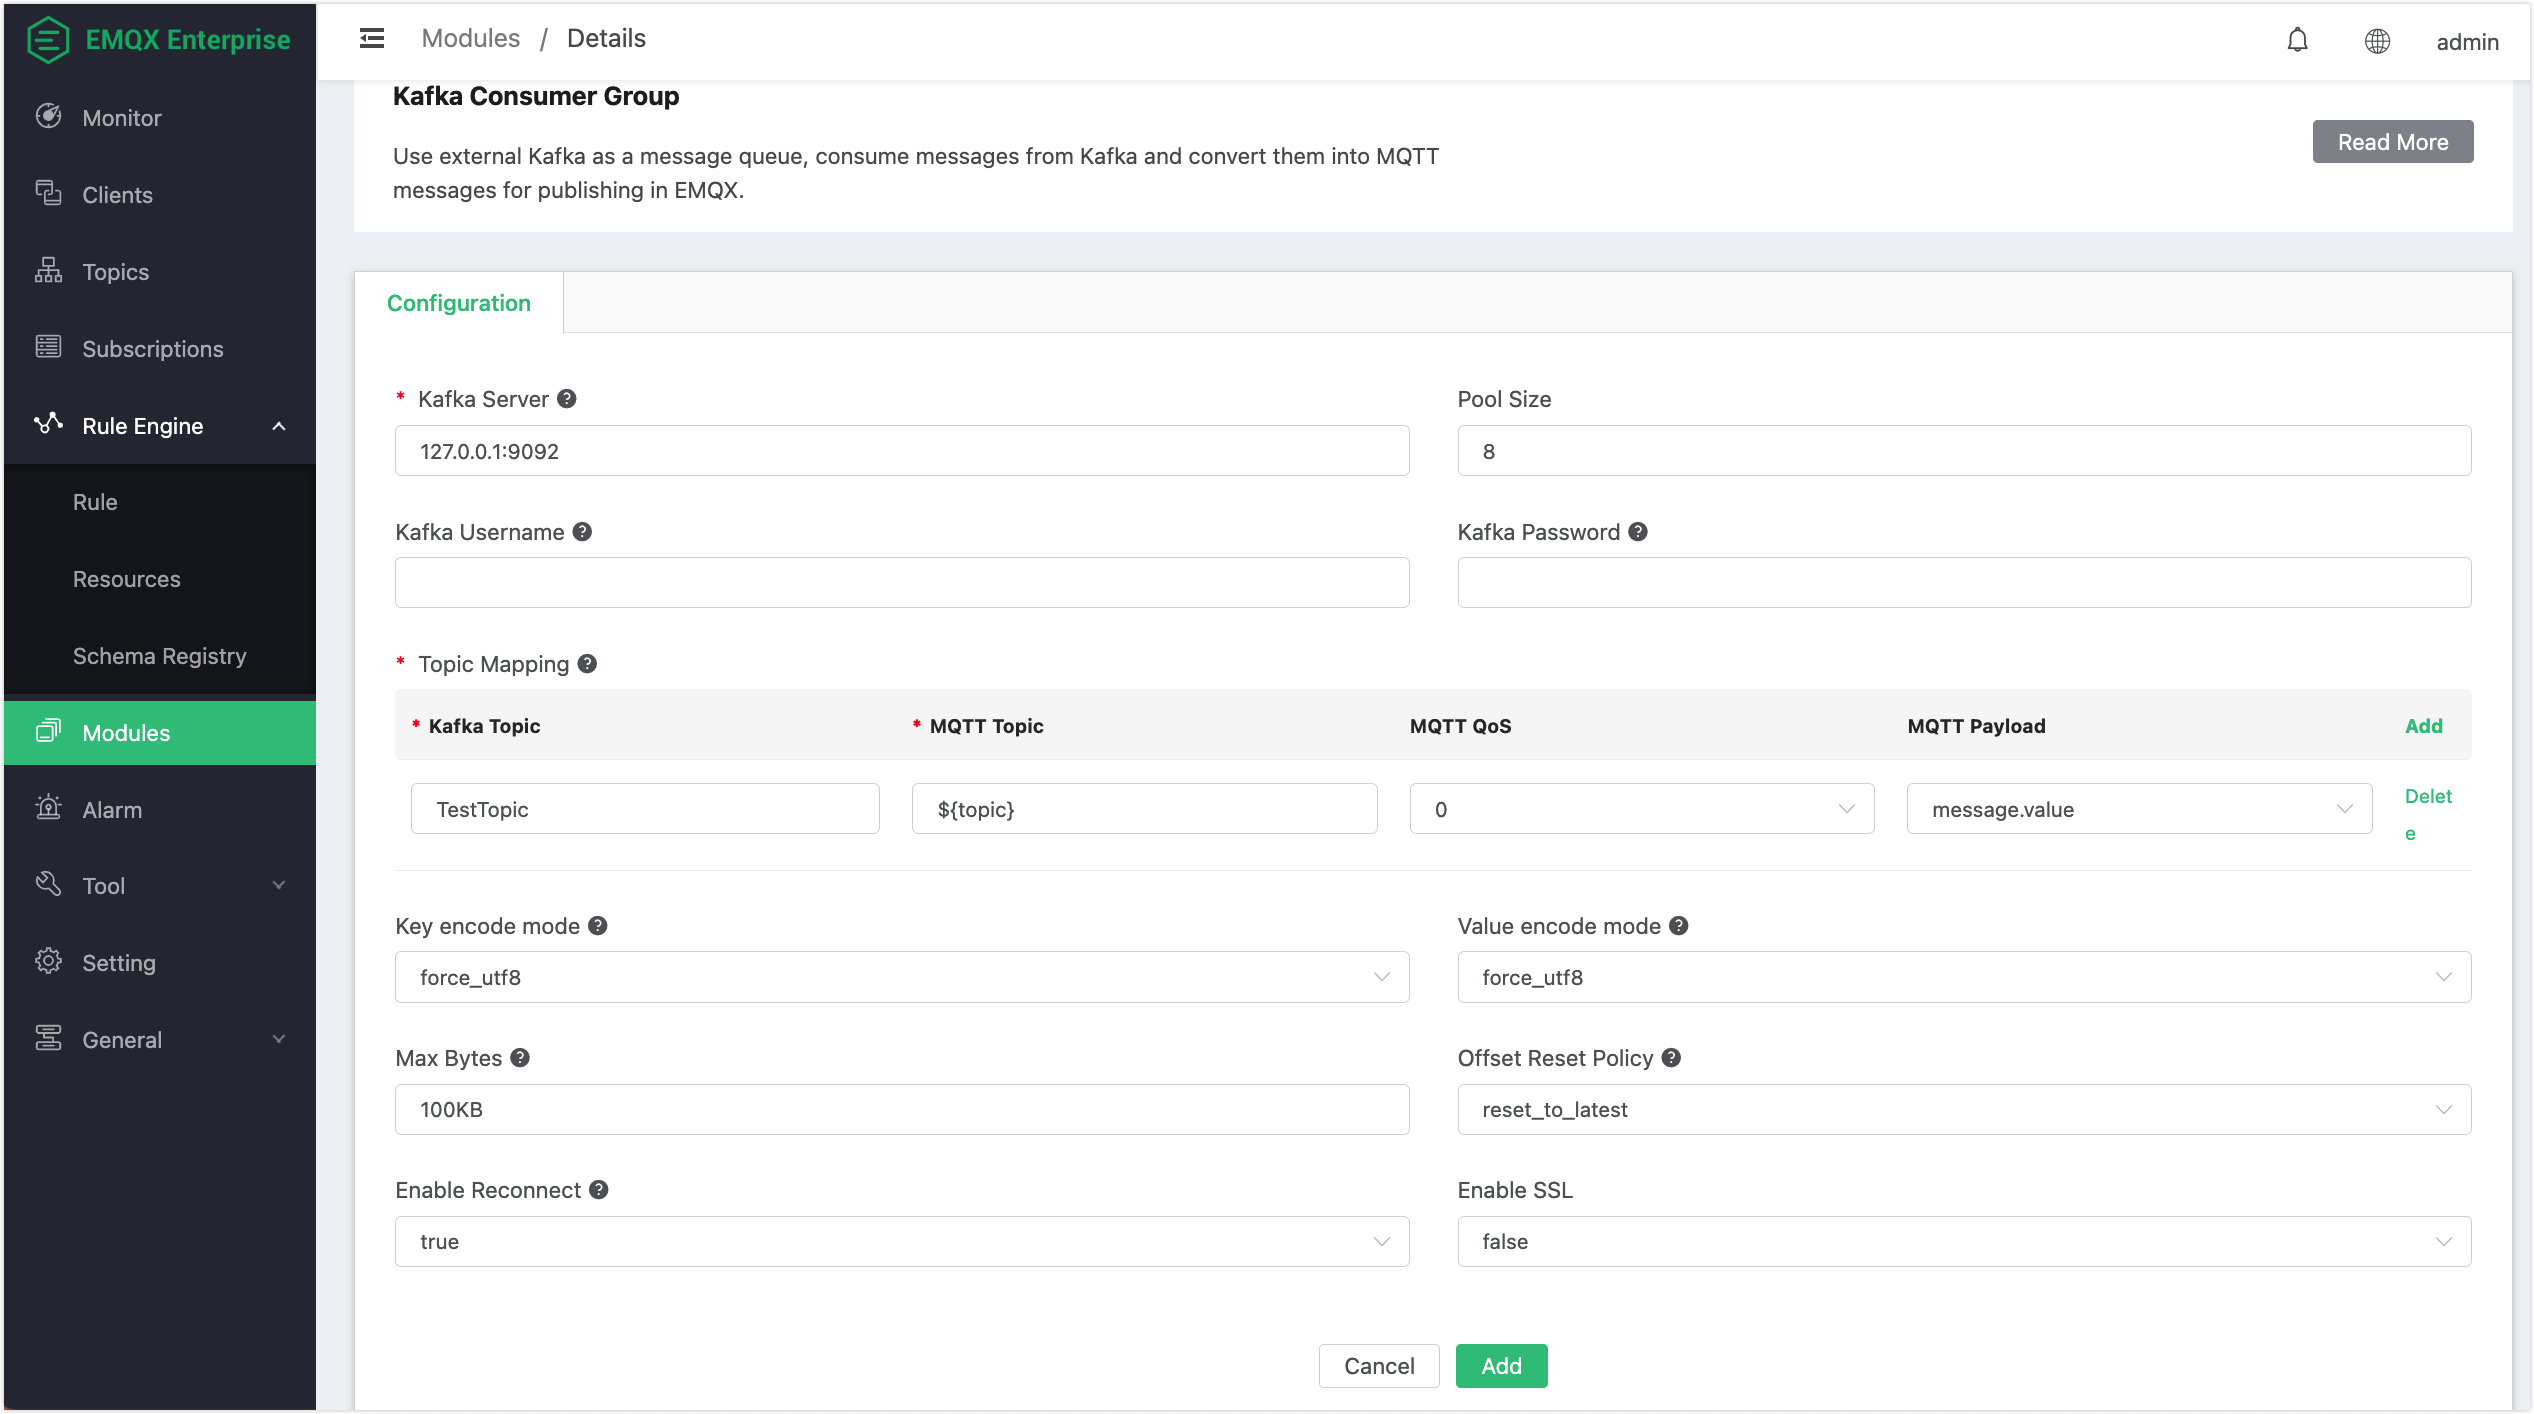 EMQX Enterprise
Modules / Details
admin
Monitor
Clients
Topics
Subscriptions
Rule Engine
Rule
Resources
Schema Registry
Modules
Alarm
Tool
Setting
General
Kafka Consumer Group
Use external Kafka as a message queue, consume messages from Kafka and convert them into MQTT
messages for publishing in EMQX.
Read More
Configuration
* Kafka Server ?
127.0.0.1:9092
Pool Size
8
Kafka Username ?
Kafka Password ?
* Topic Mapping ?
* Kafka Topic * MQTT Topic MQTT QoS MQTT Payload Add
TestTopic ${topic} 0 message.value Delet
e
Key encode mode ?
force_utf8
Value encode mode ?
force_utf8
Max Bytes ?
100KB
Offset Reset Policy ?
reset_to_latest
Enable Reconnect ?
true
Enable SSL
false
Cancel Add